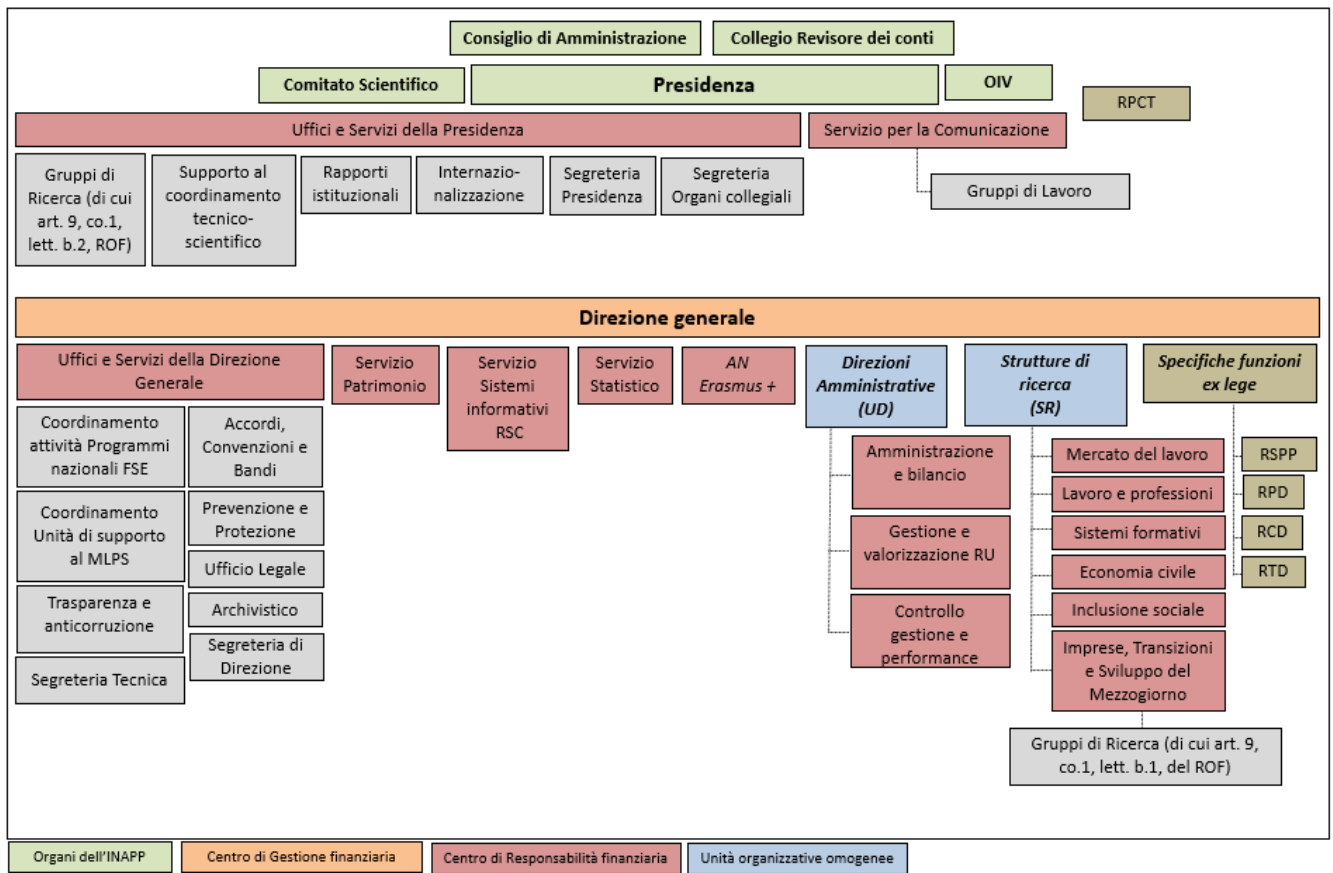 Consiglio di Amministrazione
Collegio Revisore dei conti
Comitato Scientifico
Presidenza
OIV
RPCT
Uffici e Servizi della Presidenza
Servizio per la Comunicazione
Gruppi di
Ricerca (di cui
art. 9, co.1,
lett. b.2, ROF)
Supporto al
coordinamento
tecnico-
scientifico
Rapporti
istituzionali
Internazio-
nalizzazione
Segreteria
Presidenza
Segreteria
Organi collegiali
Gruppi di Lavoro
Direzione generale
Uffici e Servizi della Direzione
Generale
Coordinamento
attività Programmi
nazionali FSE
Coordinamento
Unità di supporto
al MLPS
Trasparenza e
anticorruzione
Segreteria Tecnica
Accordi,
Convenzioni e
Bandi
Prevenzione e
Protezione
Ufficio Legale
Archivistico
Segreteria di
Direzione
Servizio
Patrimonio
Servizio
Sistemi
informativi
RSC
Servizio
Statistico
AN
Erasmus +
Direzioni
Amministrative
(UD)
Amministrazione
e bilancio
Gestione e
valorizzazione RU
Controllo
gestione e
performance
Strutture di
ricerca
(SR)
Mercato del lavoro
Lavoro e professioni
Sistemi formativi
Economia civile
Inclusione sociale
Imprese, Transizioni
e Sviluppo del
Mezzogiorno
Gruppi di Ricerca (di cui art. 9,
co.1, lett. b.1, del ROF)
Specifiche funzioni
ex lege
RSPP
RPD
RCD
RTD
Organi dell'INAPP
Centro di Gestione finanziaria
Centro di Responsabilità finanziaria
Unità organizzative omogenee